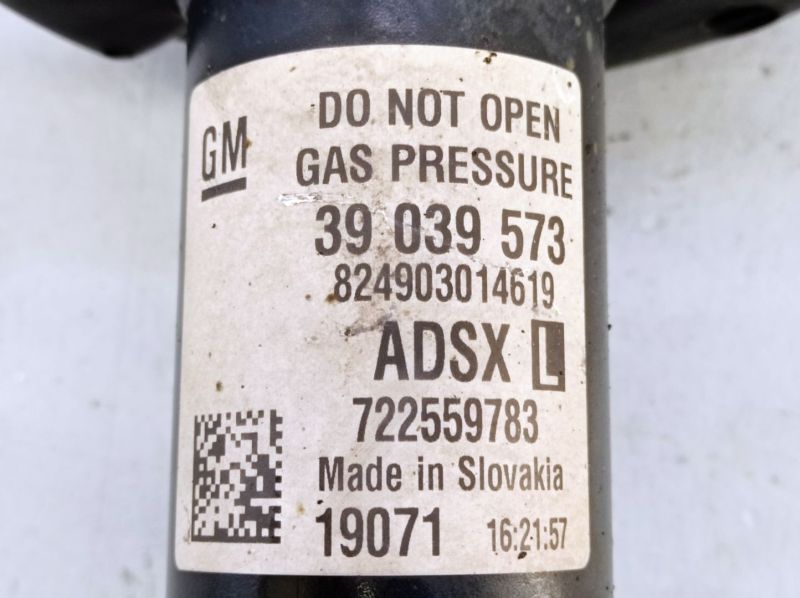 GM
DO NOT OPEN
GAS PRESSURE
39 039 573
824903014619
ADSX L
722559783
Made in Slovakia
19071 16:21:57